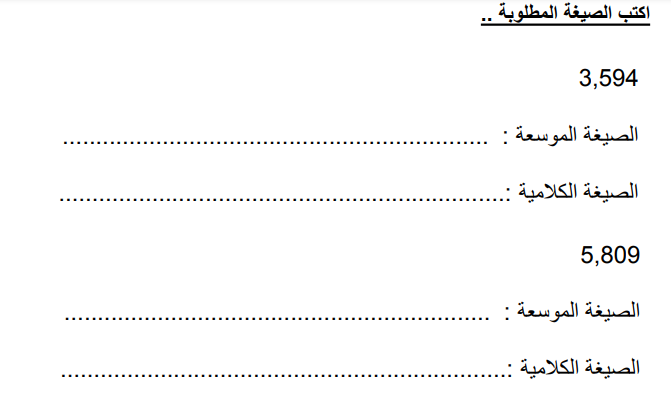 اكتب الصيغة المطلوبة ..
3,594
الصيغة الموسعة : ................................................................
الصيغة الكلامية :...................................................................
5,809
الصيغة الموسعة : ................................................................
الصيغة الكلامية :...................................................................